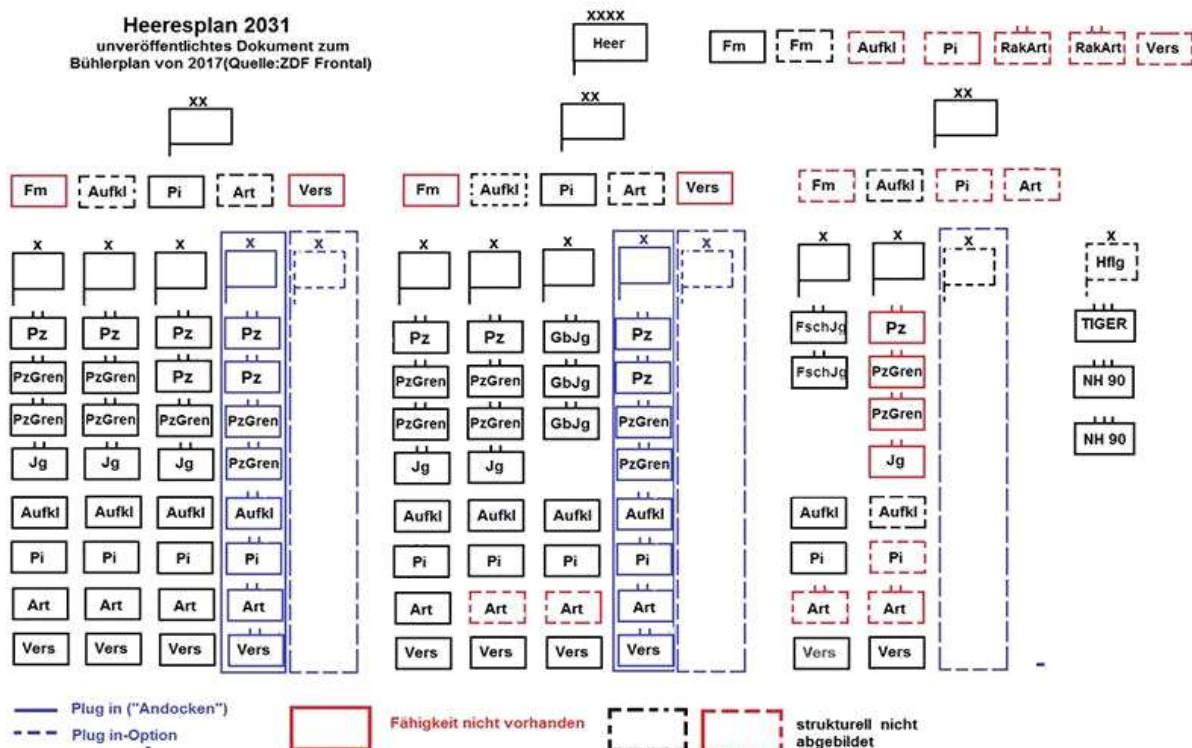 Heeresplan 2031
unveröffentlichtes Dokument zum
Bühlerplan von 2017(Quelle:ZDF Frontal)
XXXX
Heer
Fm Fm Aufkl Pi RakArt RakArt Vers
XX XX XX
Fm Aufkl Pi Art Vers Fm Aufkl Pi Art Vers Fm Aufkl Pi Art
X X X X X X X X X X X X X X
Hflg
Pz Pz Pz Pz Pz Pz GbJg Pz FschJg Pz TIGER
PzGren PzGren Pz Pz PzGren PzGren GbJg Pz FschJg PzGren NH 90
PzGren PzGren PzGren PzGren PzGren PzGren GbJg PzGren PzGren NH 90
Jg Jg Jg PzGren Jg Jg PzGren Jg
Aufkl Aufkl Aufkl Aufkl Aufkl Aufkl Aufkl Aufkl Aufkl Aufkl
Pi Pi Pi Pi Pi Pi Pi Pi Pi Pi
Art Art Art Art Art Art Art Art Art Art
Vers Vers Vers Vers Vers Vers Vers Vers Vers Vers
Plug in ("Andocken")
Plug in-Option
Fähigkeit nicht vorhanden
strukturell nicht
abgebildet